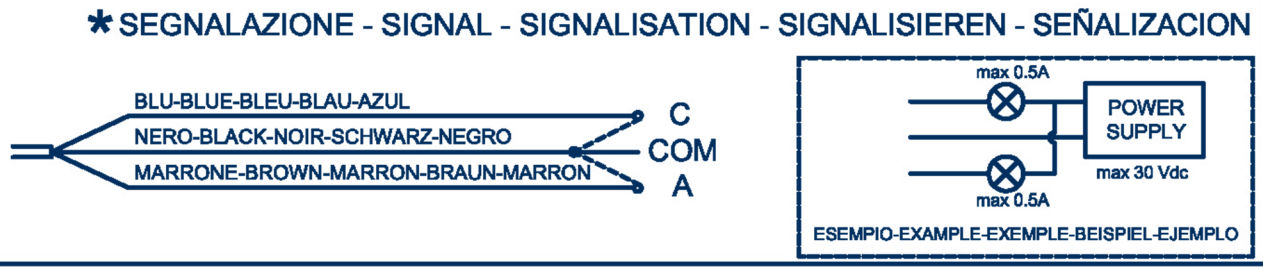 * SEGNALAZIONE - SIGNAL - SIGNALISATION - SIGNALISIEREN - SEÑALIZACION
BLU-BLUE-BLEU-BLAU-AZUL
C
NERO-BLACK-NOIR-SCHWARZ-NEGRO
COM
MARRONE-BROWN-MARRON-BRAUN-MARRON
A
max 0.5A
POWER
SUPPLY
max 30 Vdc
max 0.5A
ESEMPIO-EXAMPLE-EXEMPLE-BEISPIEL-EJEMPLO